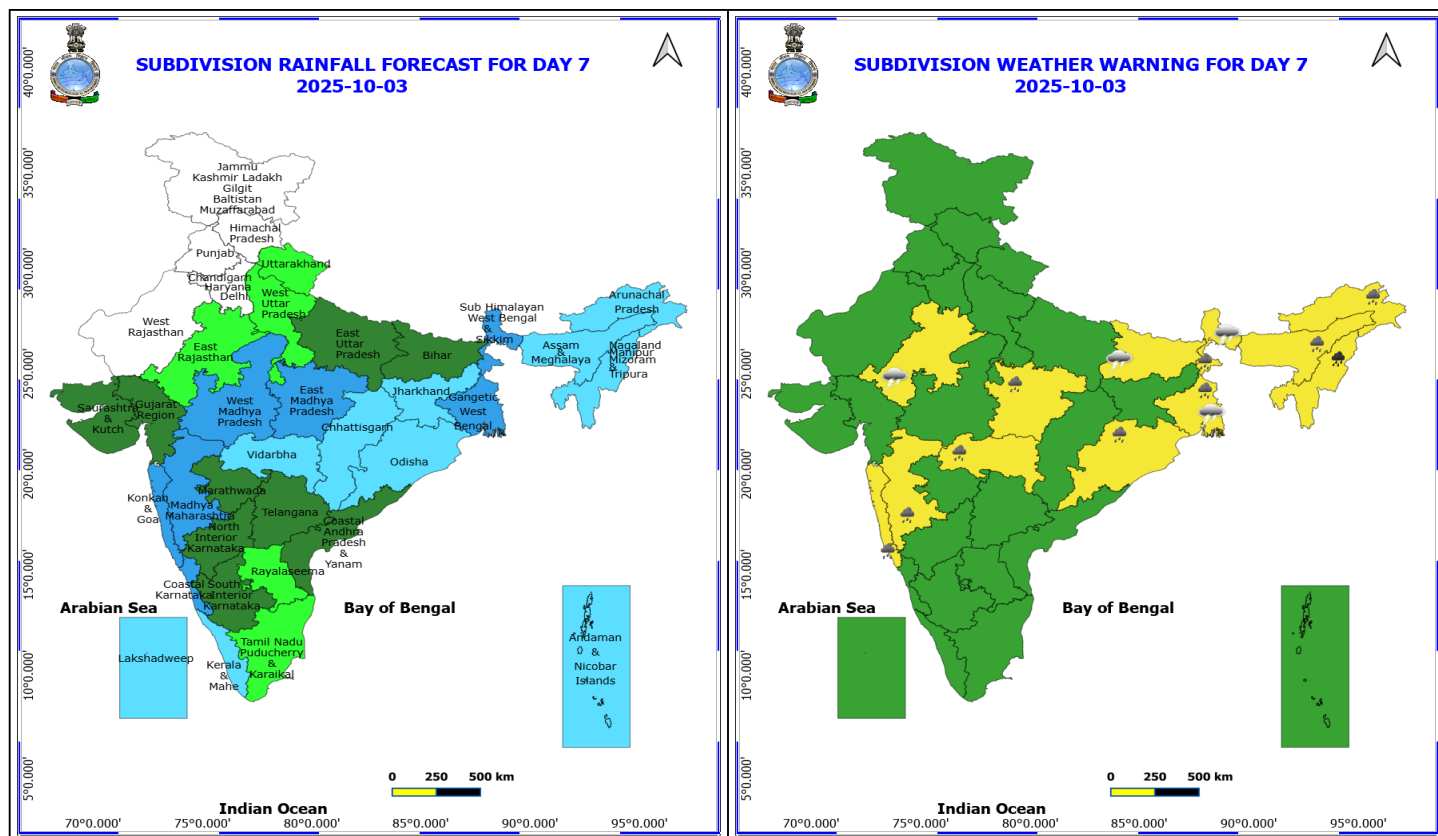 SUBDIVISION RAINFALL FORECAST FOR DAY 7
2025-10-03
40°0.000'
35°0.000'
30°0.000'
25°0.000'
20°0.000'
15°0.000'
10°0.000'
5°0.000'
Jammu
Kashmir Ladakh
Gilgit
Baltistan
Muzaffarabad
Himachal
Pradesh
Punjab
Uttarakhand
Chandigarh
Haryana
Delhi
West
Uttar
Pradesh
West
Rajasthan
East
Rajasthan
East
Uttar
Pradesh
Bihar
Sub Himalayan
West Bengal
&
Sikkim
Arunachal
Pradesh
Assam
&
Meghalaya
Nagaland
Manipur
Mizoram
&
Tripura
Saurashtra
&
Kutch
Gujarat
Region
West
Madhya
Pradesh
East
Madhya
Pradesh
Jharkhand
Gangetic
West
Bengal
Chhattisgarh
Vidarbha
Odisha
Konkan
&
Goa
Madhya
Maharashtra
Marathwada
Telangana
North
Interior
Karnataka
Coastal
Andhra
Pradesh
&
Yanam
Rayalaseema
Coastal
Karnataka
South
Interior
Karnataka
Tamil Nadu
Puducherry
&
Karaikal
Kerala
&
Mahe
Arabian Sea
Bay of Bengal
Lakshadweep
Andaman
&
Nicobar
Islands
0 250 500 km
Indian Ocean
70°0.000' 75°0.000' 80°0.000' 85°0.000' 90°0.000' 95°0.000'
SUBDIVISION WEATHER WARNING FOR DAY 7
2025-10-03
40°0.000'
35°0.000'
30°0.000'
25°0.000'
20°0.000'
15°0.000'
10°0.000'
5°0.000'
Arabian Sea
Bay of Bengal
0 250 500 km
Indian Ocean
70°0.000' 75°0.000' 80°0.000' 85°0.000' 90°0.000' 95°0.000'